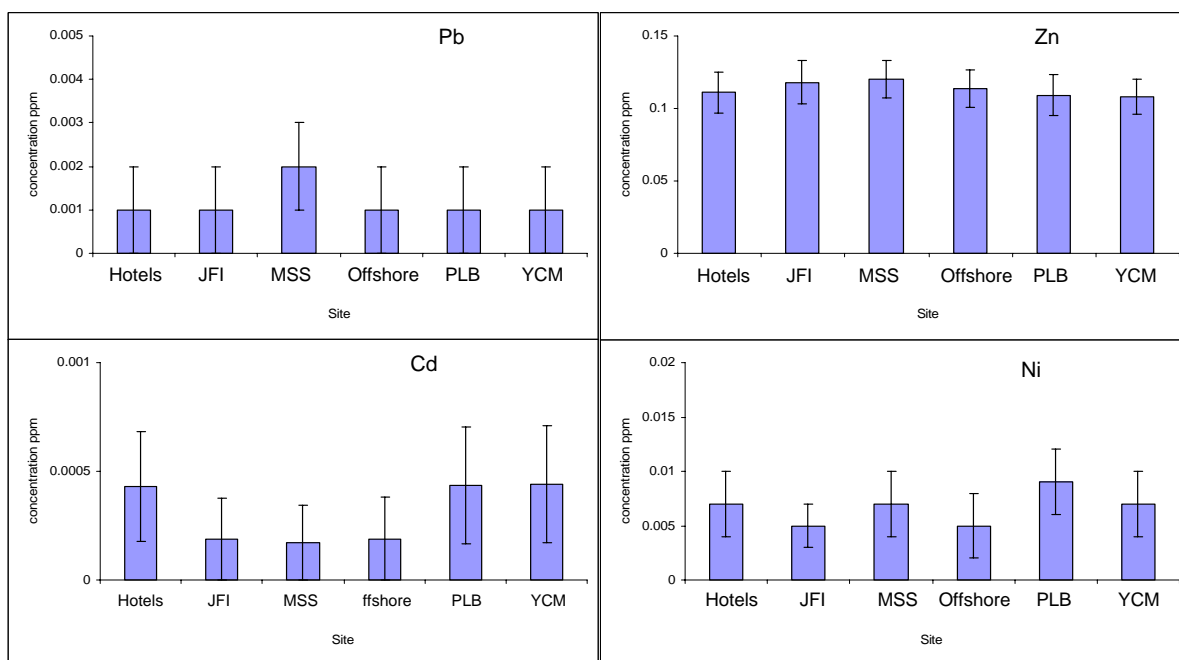 Pb
0.005
0.004
0.003
0.002
0.001
0
concentration ppm
Hotels JFI MSS Offshore PLB YCM
Site
Zn
0.15
0.1
0.05
0
concentration ppm
Hotels JFI MSS Offshore PLB YCM
Site
Cd
0.001
0.0005
0
concentration ppm
Hotels JFI MSS ffshore PLB YCM
Site
Ni
0.02
0.015
0.01
0.005
0
concentration ppm
Hotels JFI MSS Offshore PLB YCM
Site